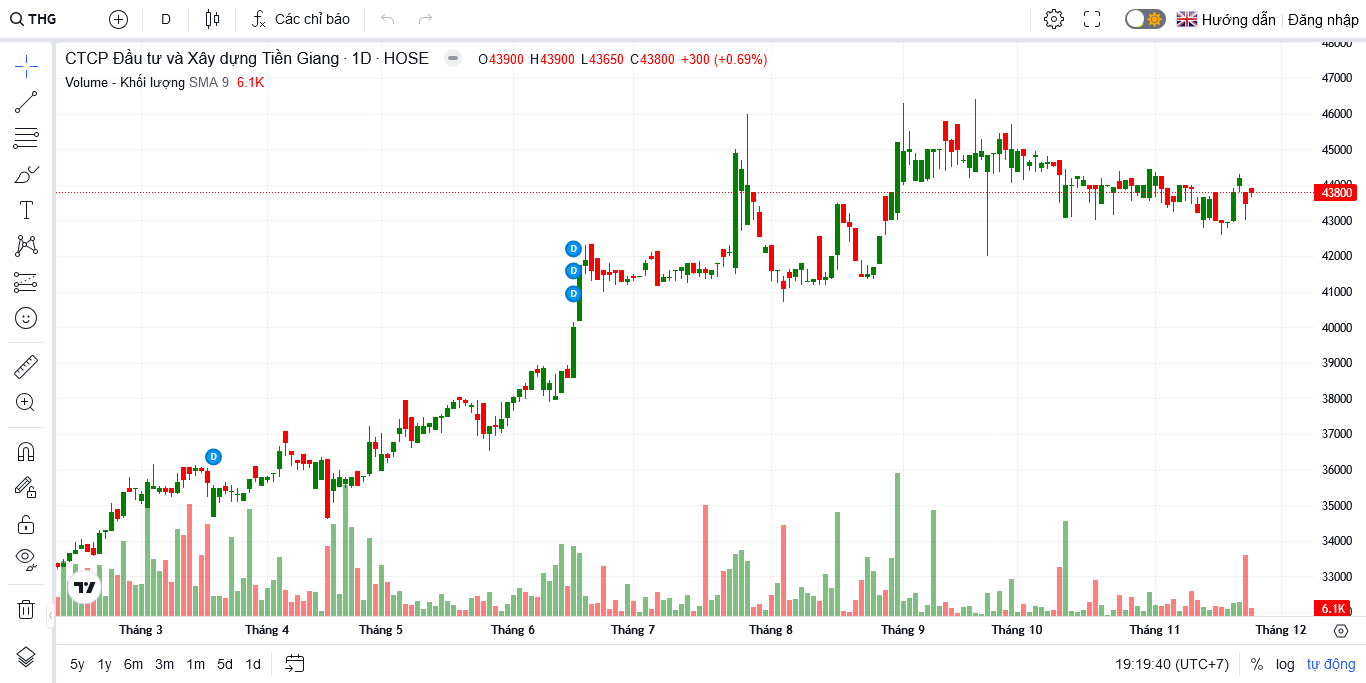 THG D Các chỉ báo Hướng dẫn Đăng nhập
CTCP Đầu tư và Xây dựng Tiền Giang · 1D · HOSE O43900 H43900 L43650 C43800 +300 (+0.69%)
Volume - Khối lượng SMA 9 6.1K
48000
47000
46000
45000
44000
43800
43000
42000
41000
40000
39000
38000
37000
36000
35000
34000
33000
6.1K
D
D
D
D
Tháng 3 Tháng 4 Tháng 5 Tháng 6 Tháng 7 Tháng 8 Tháng 9 Tháng 10 Tháng 11 Tháng 12
5y 1y 6m 3m 1m 5d 1d 19:19:40 (UTC+7) % log tự động